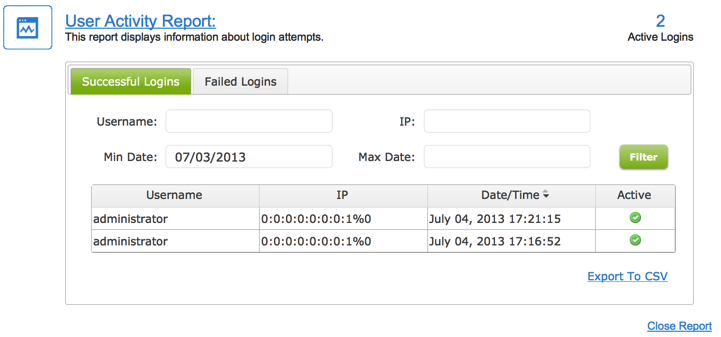 User Activity Report:
This report displays information about login attempts.
2
Active Logins
Successful Logins Failed Logins
Username: IP:
Min Date: 07/03/2013 Max Date: Filter
Username IP Date/Time Active
administrator 0:0:0:0:0:0:0:1%0 July 04, 2013 17:21:15
administrator 0:0:0:0:0:0:0:1%0 July 04, 2013 17:16:52
Export To CSV
Close Report